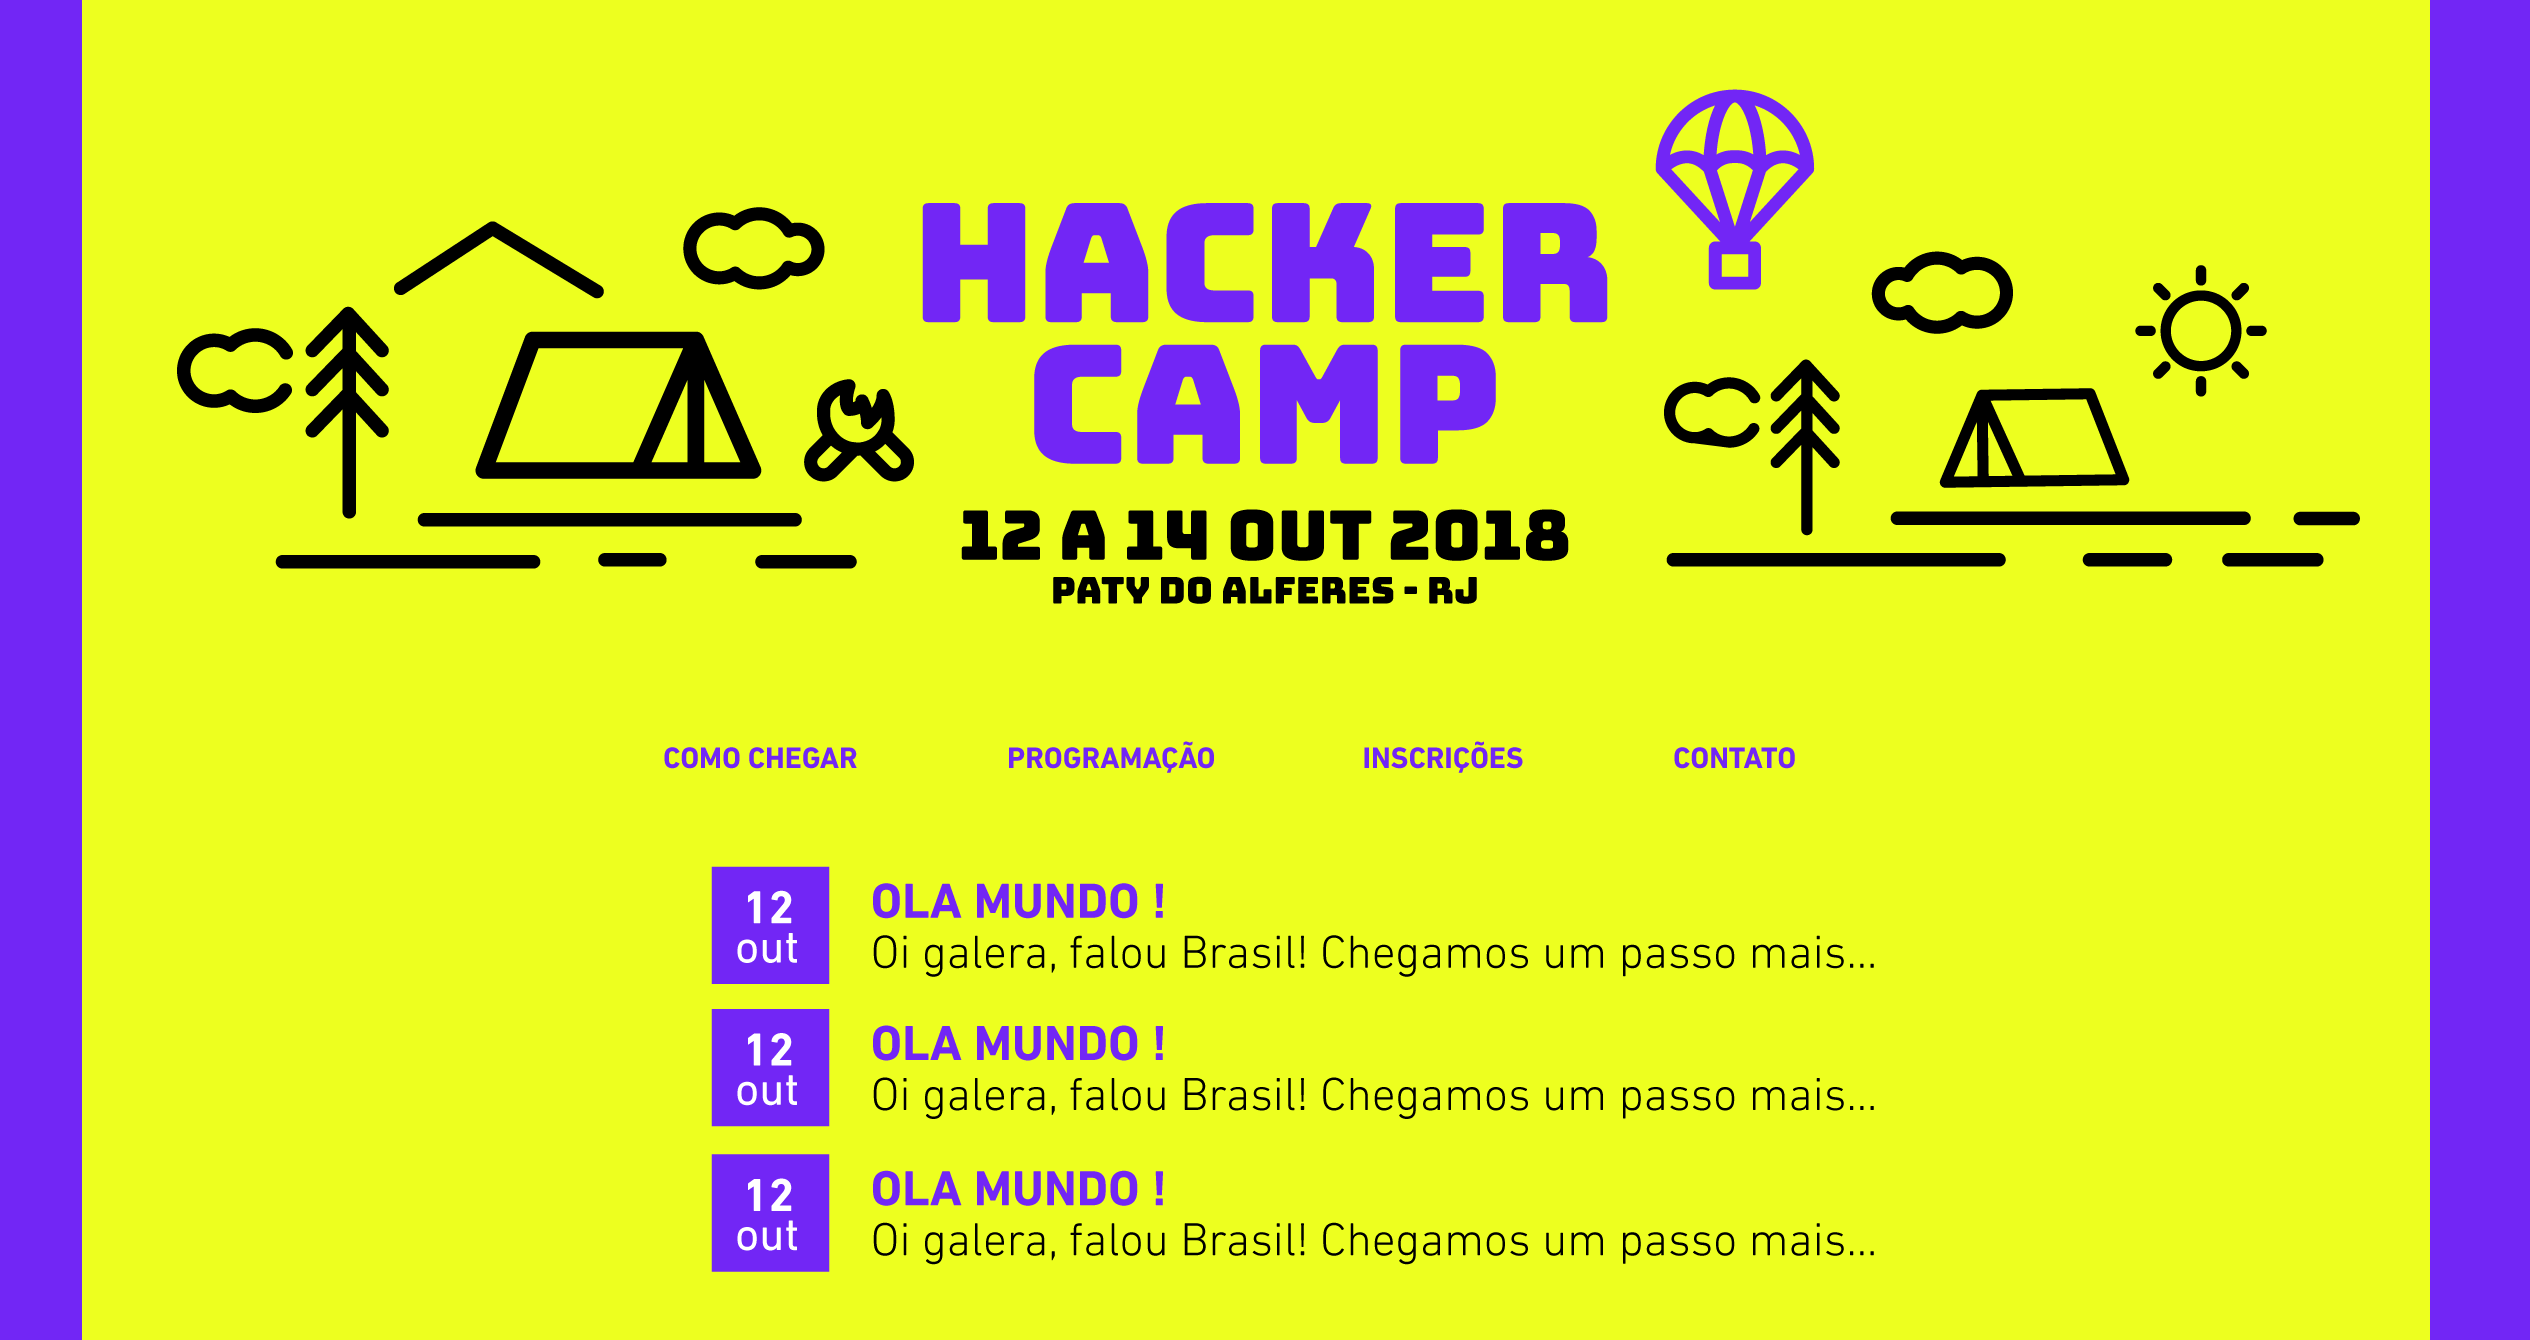 HACKER
CAMP
12 A 14 OUT 2018
PATY DO ALFERES - RJ
COMO CHEGAR PROGRAMAÇÃO INSCRIÇÕES CONTATO
12
out
OLA MUNDO !
Oi galera, falou Brasil! Chegamos um passo mais...
12
out
OLA MUNDO !
Oi galera, falou Brasil! Chegamos um passo mais...
12
out
OLA MUNDO !
Oi galera, falou Brasil! Chegamos um passo mais...